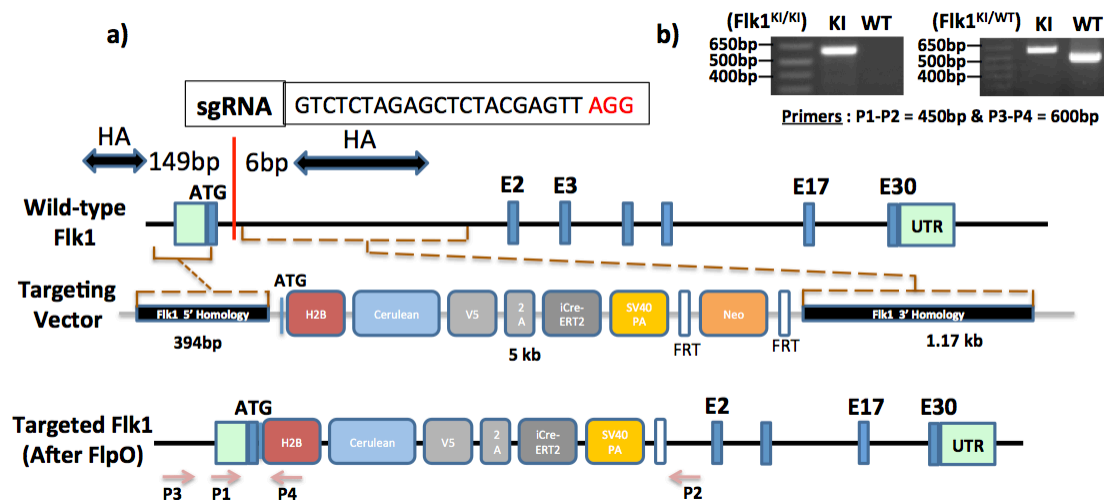 a)
b)
(Flk1KI/KI) KI WT
(Flk1KI/WT) KI WT
650bp
500bp
400bp
650bp
500bp
400bp
Primers : P1-P2 = 450bp & P3-P4 = 600bp
sgRNA GTCTCTAGAGCTCTACGAGTT AGG
HA
149bp
6bp
HA
ATG
E2
E3
E17
E30
Wild-type
Flk1
UTR
Targeting
Vector
ATG
Flk1 5’ Homology
H2B
Cerulean
V5
2
A
iCre-
ERT2
SV40
PA
Neo
Flk1 3’ Homology
394bp
5 kb
FRT
FRT
1.17 kb
Targeted Flk1
(After FlpO)
ATG
E2
E17
E30
H2B
Cerulean
V5
2
A
iCre-
ERT2
SV40
PA
UTR
P3
P1
P4
P2